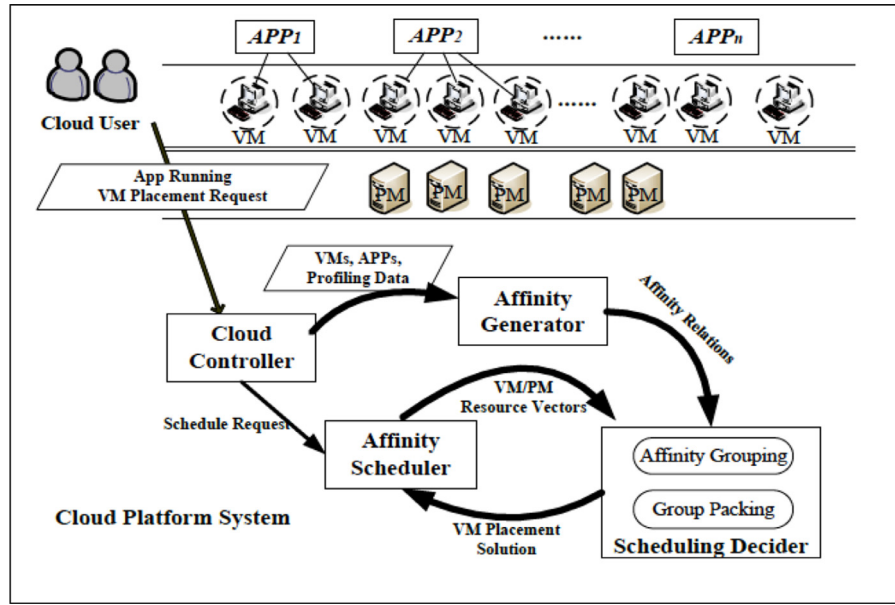 APP1
APP2
......
APPn
Cloud User
VM
VM
VM
VM
VM
......
VM
VM
VM
App Running
VM Placement Request
PM
PM
PM
PM
PM
VMs, APPs,
Profiling Data
Affinity
Generator
Affinity Relations
Cloud
Controller
VM/PM
Resource Vectors
Schedule Request
Affinity
Scheduler
Affinity Grouping
Group Packing
Scheduling Decider
VM Placement
Solution
Cloud Platform System